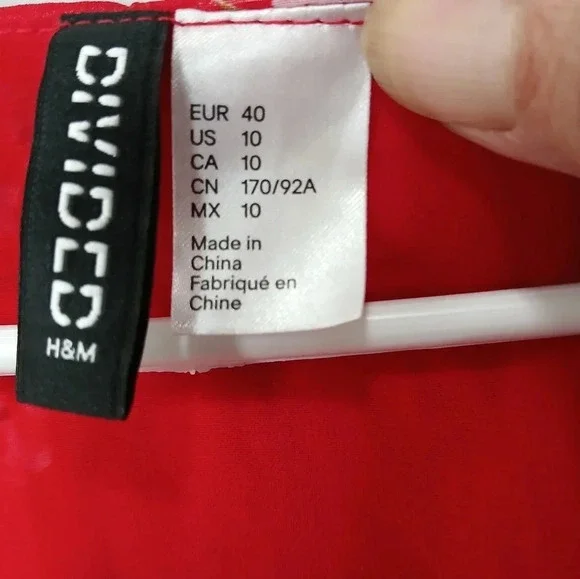 DIVIDED
H&M
EUR 40
US 10
CA 10
CN 170/92A
MX 10
Made in
China
Fabriqué en
Chine